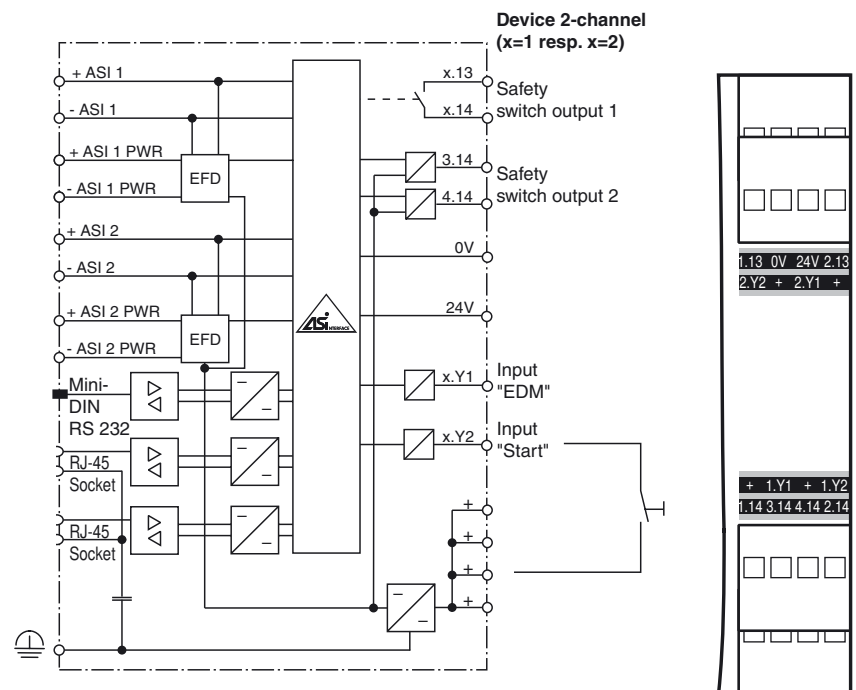 Device 2-channel
(x=1 resp. x=2)
+ ASI 1
- ASI 1
+ ASI 1 PWR
- ASI 1 PWR
EFD
+ ASI 2
- ASI 2
+ ASI 2 PWR
- ASI 2 PWR
EFD
Mini-
DIN
RS 232
RJ-45
Socket
RJ-45
Socket
ASi INTERFACE
x.13
x.14
Safety
switch output 1
3.14
4.14
Safety
switch output 2
0V
24V
x.Y1
Input
"EDM"
x.Y2
Input
"Start"
+
+
+
+
1.13 0V 24V 2.13
2.Y2 + 2.Y1 +
+ 1.Y1 + 1.Y2
1.14 3.14 4.14 2.14